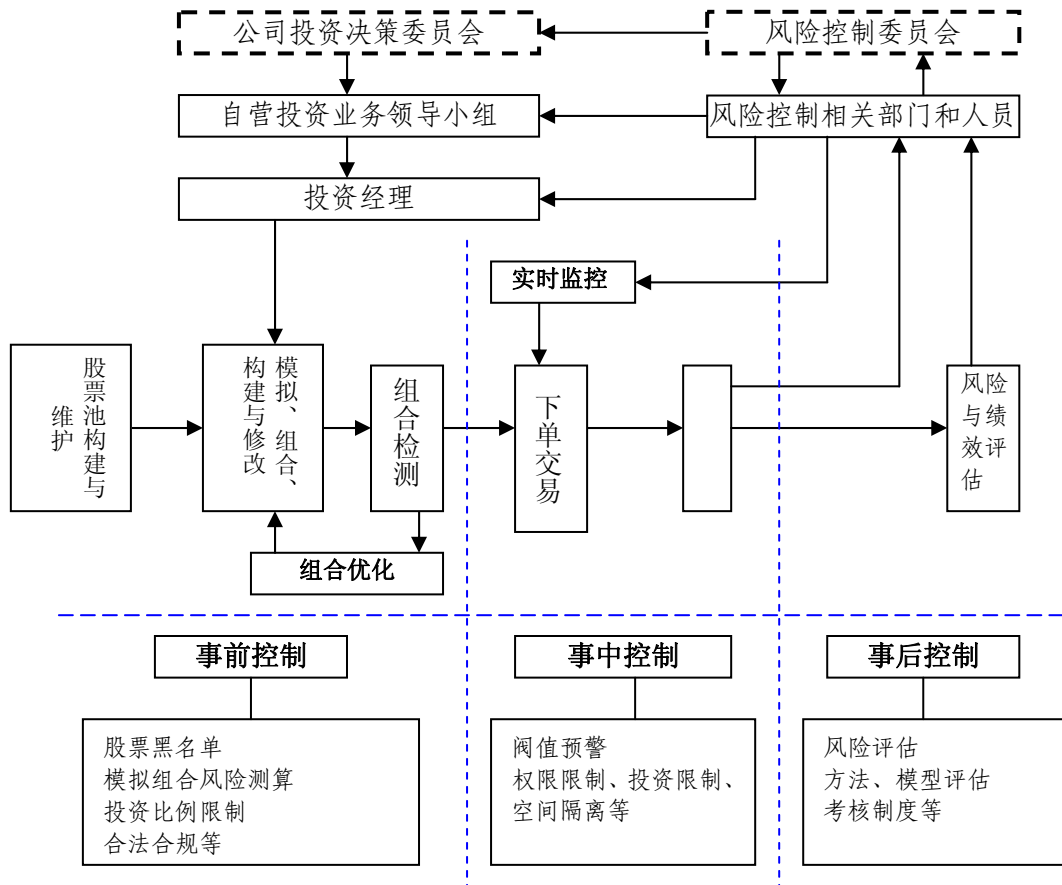 公司投资决策委员会
风险控制委员会
自营投资业务领导小组
风险控制相关部门和人员
投资经理
实时监控
股票池构建与
维护
模拟、组合、
构建与修改
组合检测
下单交易
风险
与绩
效评
估
组合优化
事前控制
事中控制
事后控制
股票黑名单
模拟组合风险测算
投资比例限制
合法合规等
阀值预警
权限限制、投资限制、
空间隔离等
风险评估
方法、模型评估
考核制度等